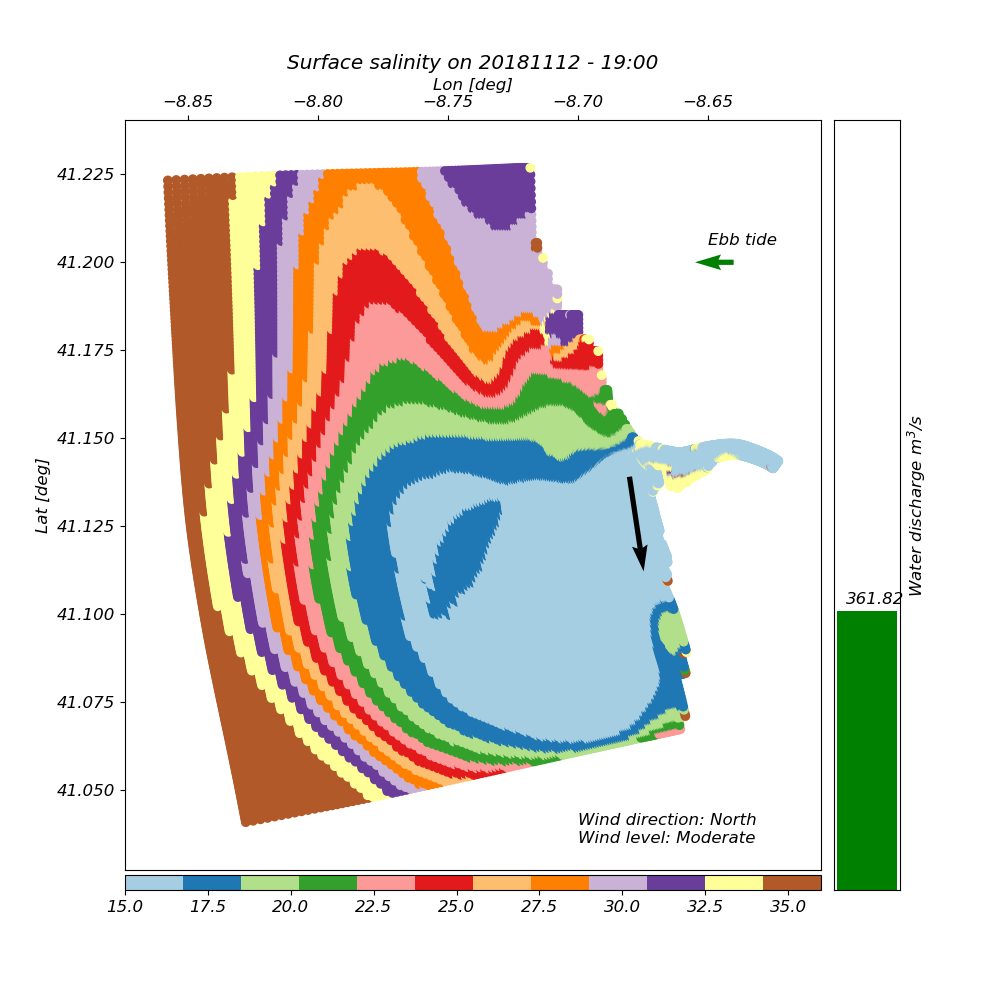 Surface salinity on 20181112 - 19:00
Lon [deg]
−8.85 −8.80 −8.75 −8.70 −8.65
41.225
41.200
41.175
41.150
41.125
41.100
41.075
41.050
Lat [deg]
Ebb tide
Wind direction: North
Wind level: Moderate
361.82
Water discharge m³/s
15.0 17.5 20.0 22.5 25.0 27.5 30.0 32.5 35.0